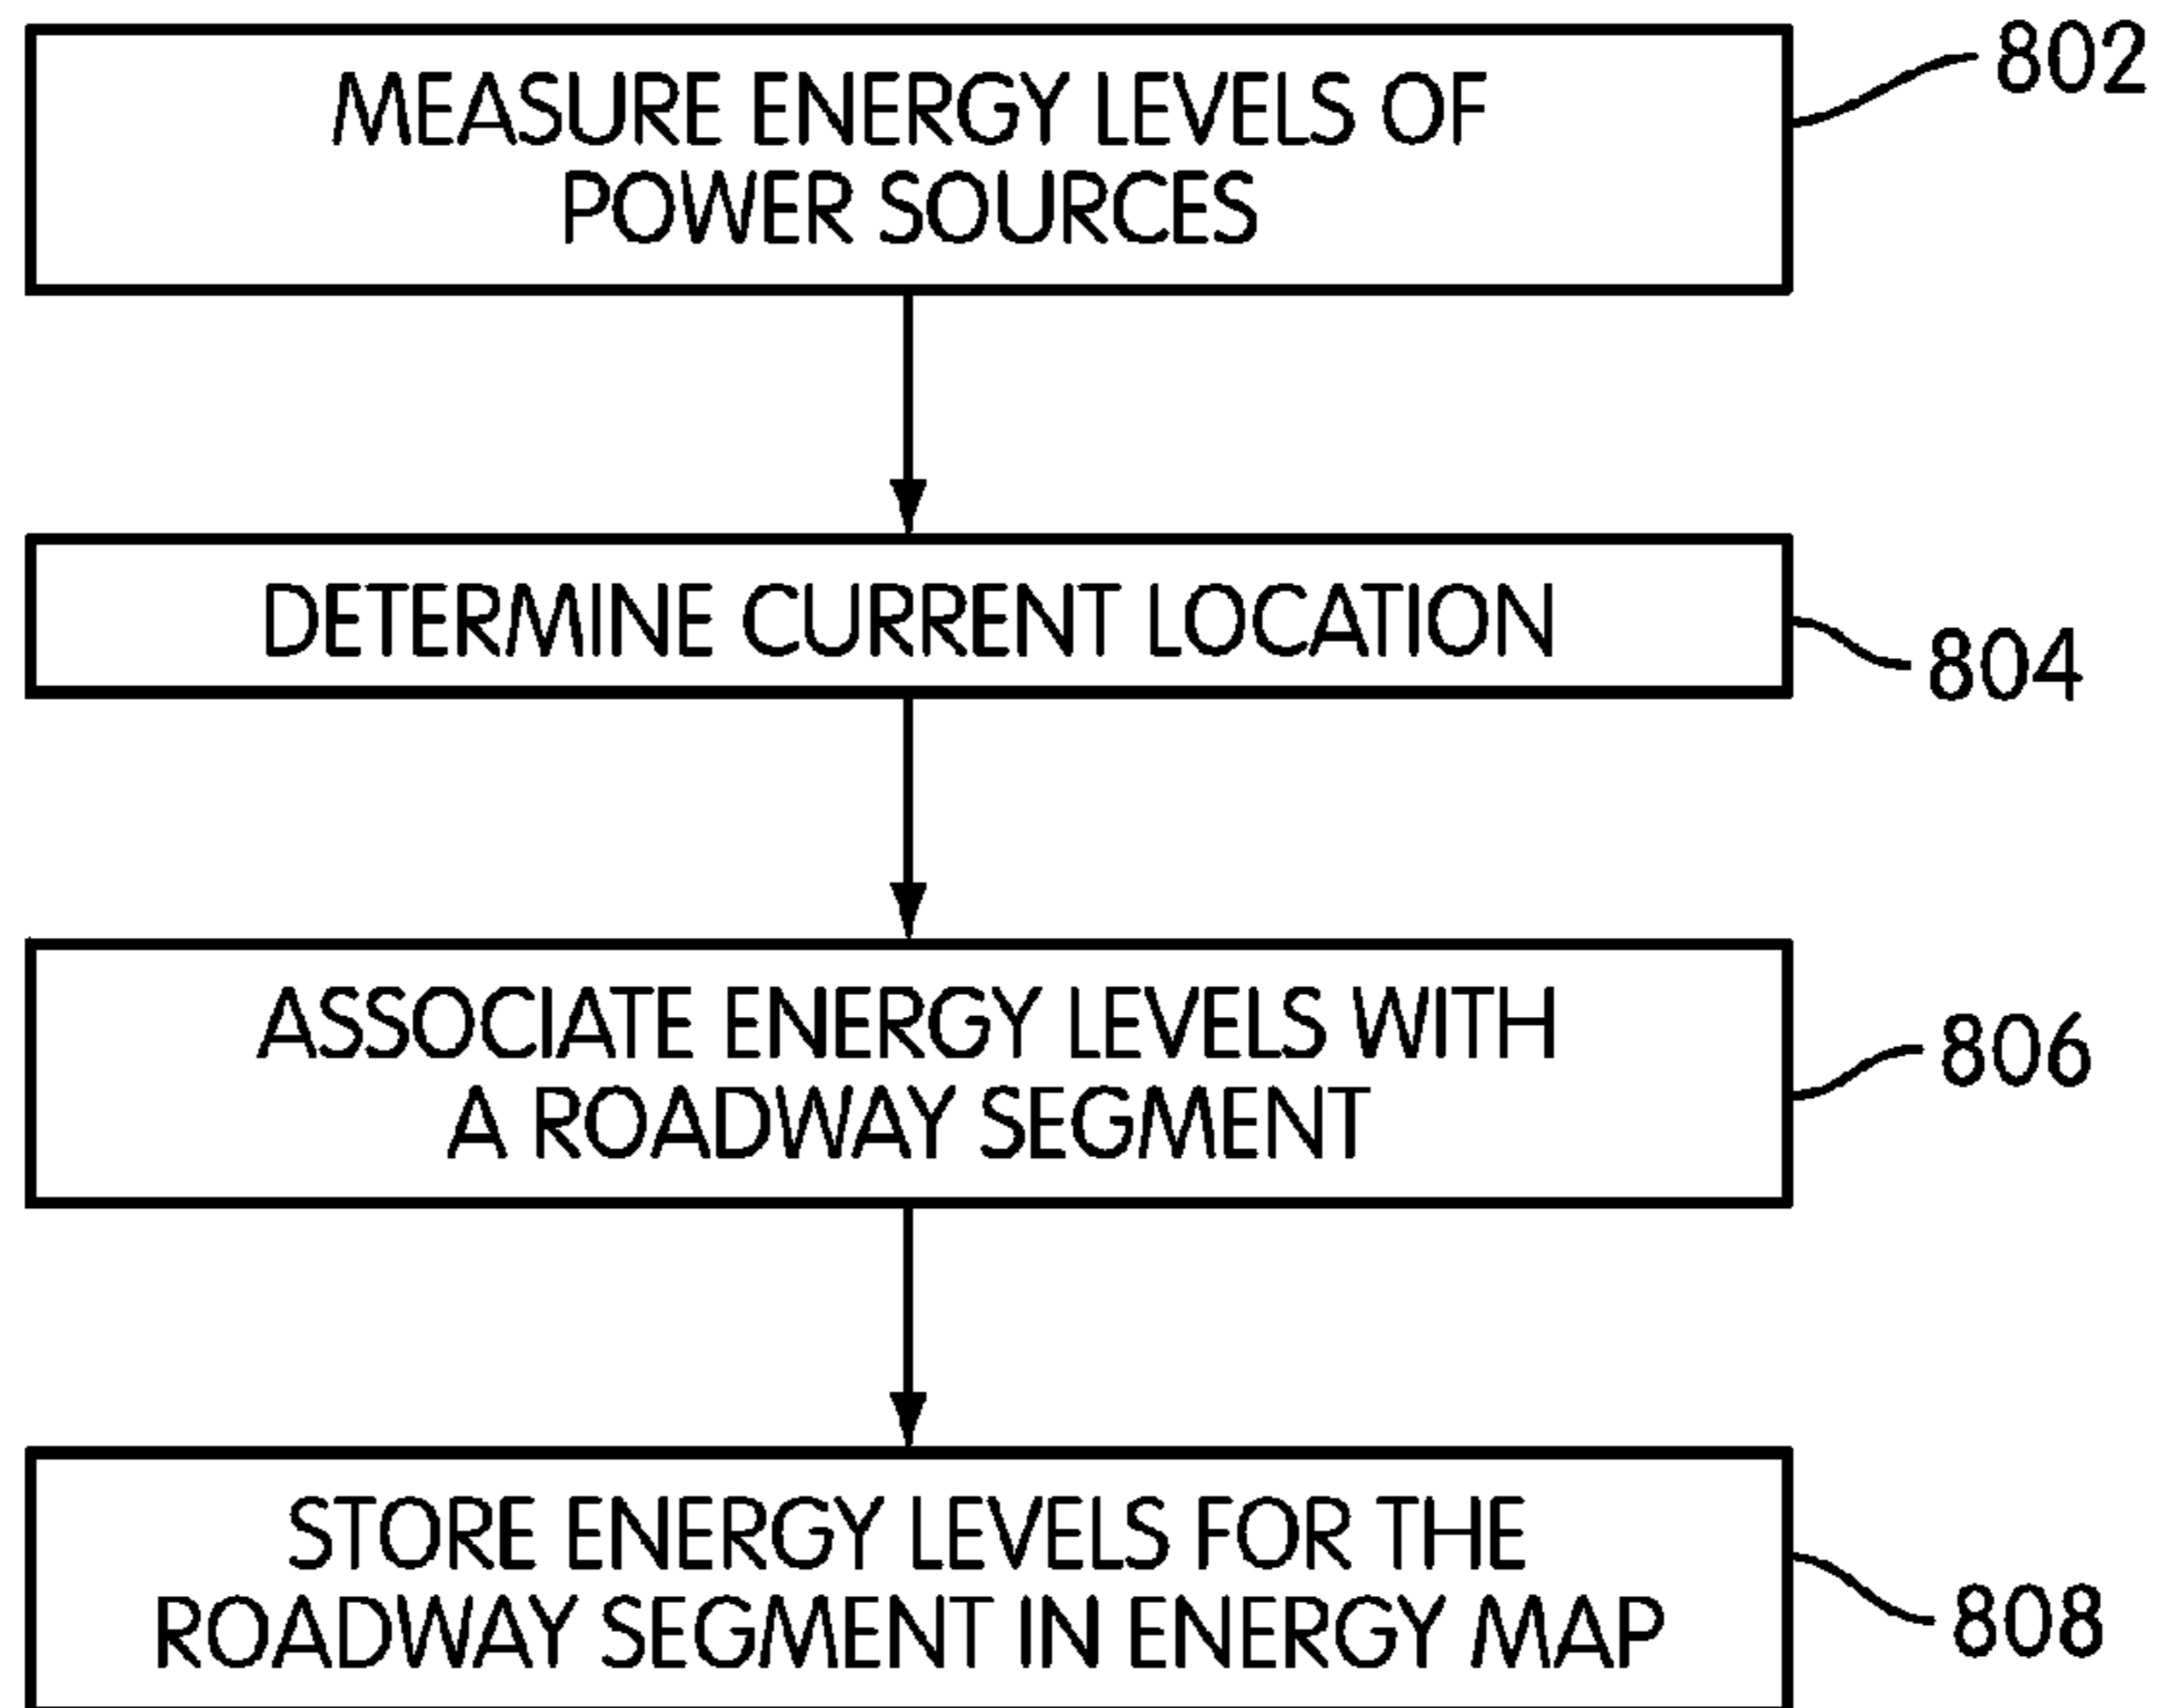 MEASURE ENERGY LEVELS OF
POWER SOURCES
802
DETERMINE CURRENT LOCATION
804
ASSOCIATE ENERGY LEVELS WITH
A ROADWAY SEGMENT
806
STORE ENERGY LEVELS FOR THE
ROADWAY SEGMENT IN ENERGY MAP
808